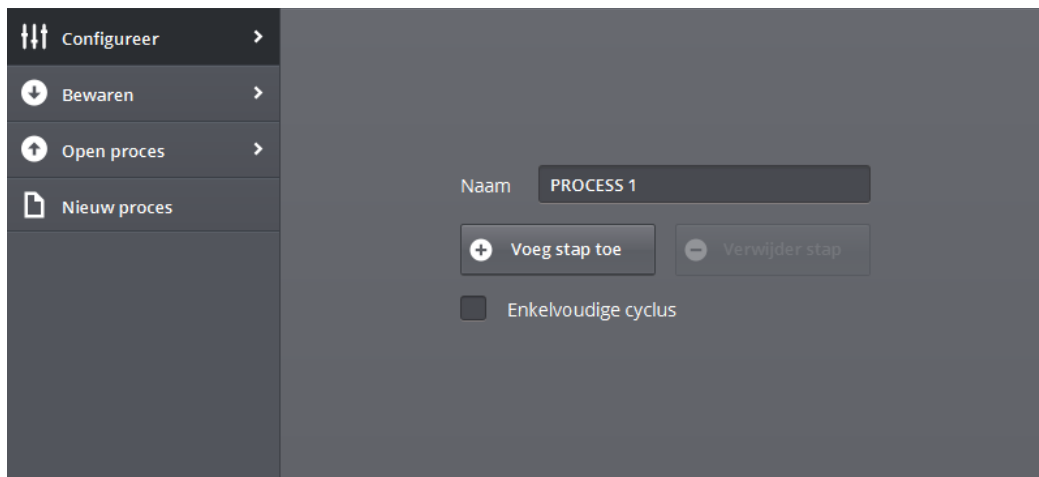 Configureer
Bewaren
Open proces
Nieuw proces
Naam PROCESS 1
Voeg stap toe Verwijder stap
Enkelvoudige cyclus